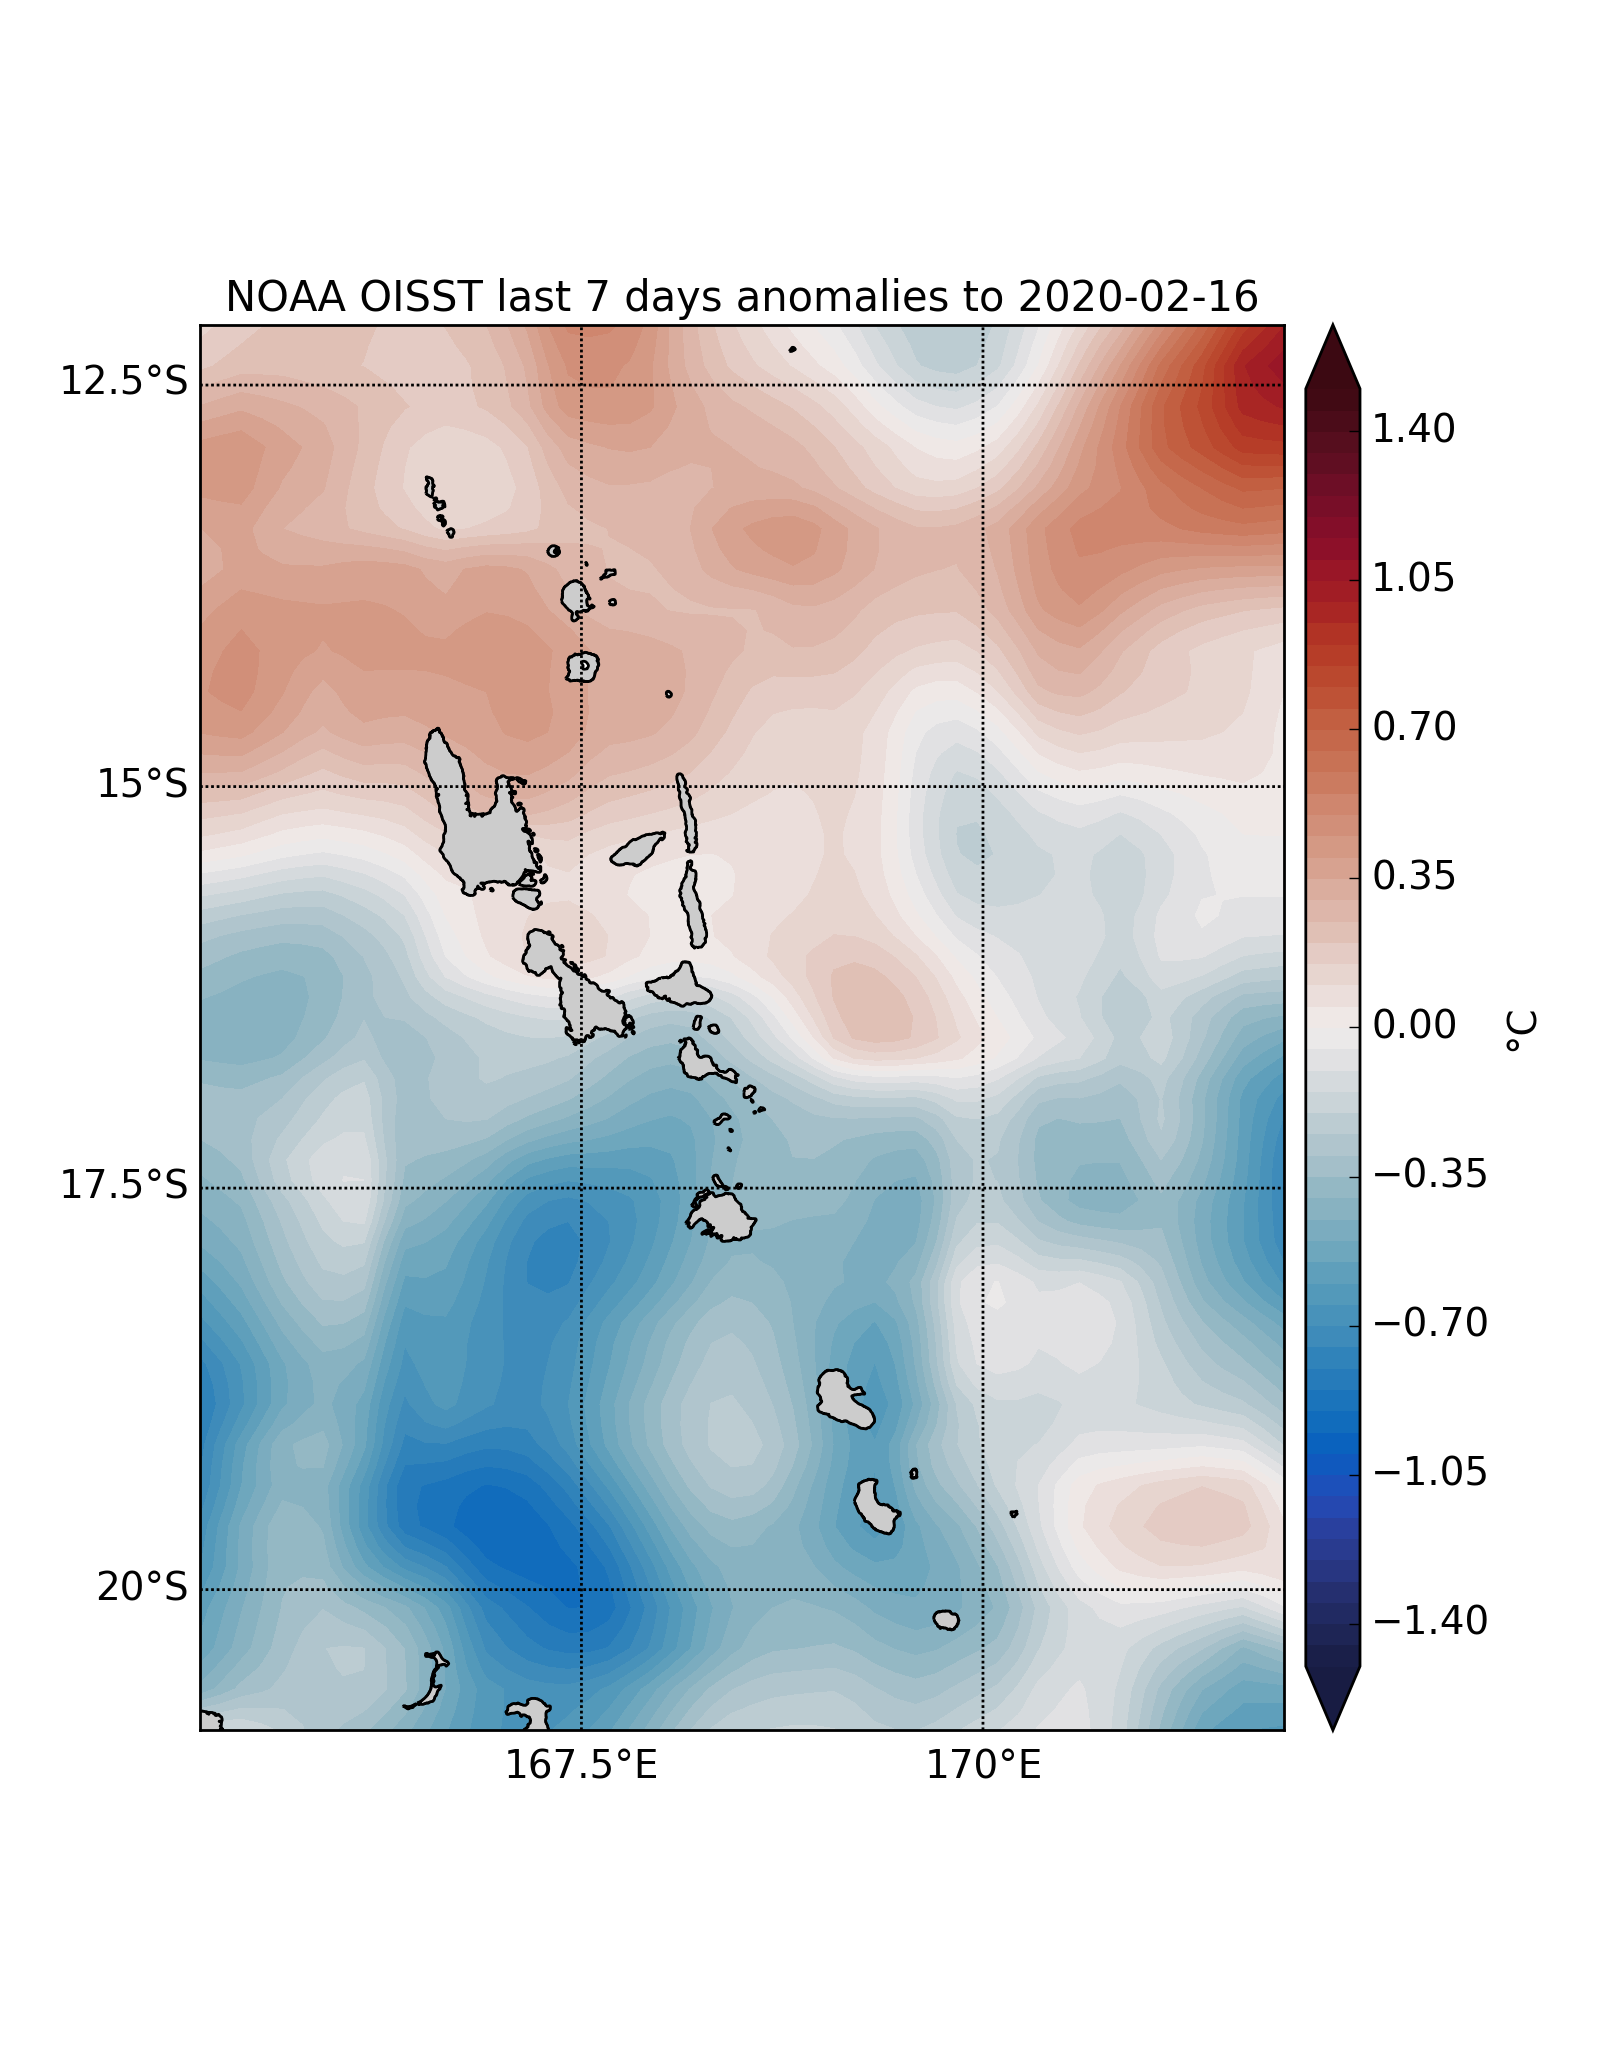 NOAA OISST last 7 days anomalies to 2020-02-16
12.5°S
15°S
17.5°S
20°S
167.5°E
170°E
1.40
1.05
0.70
0.35
0.00
−0.35
−0.70
−1.05
−1.40
°C